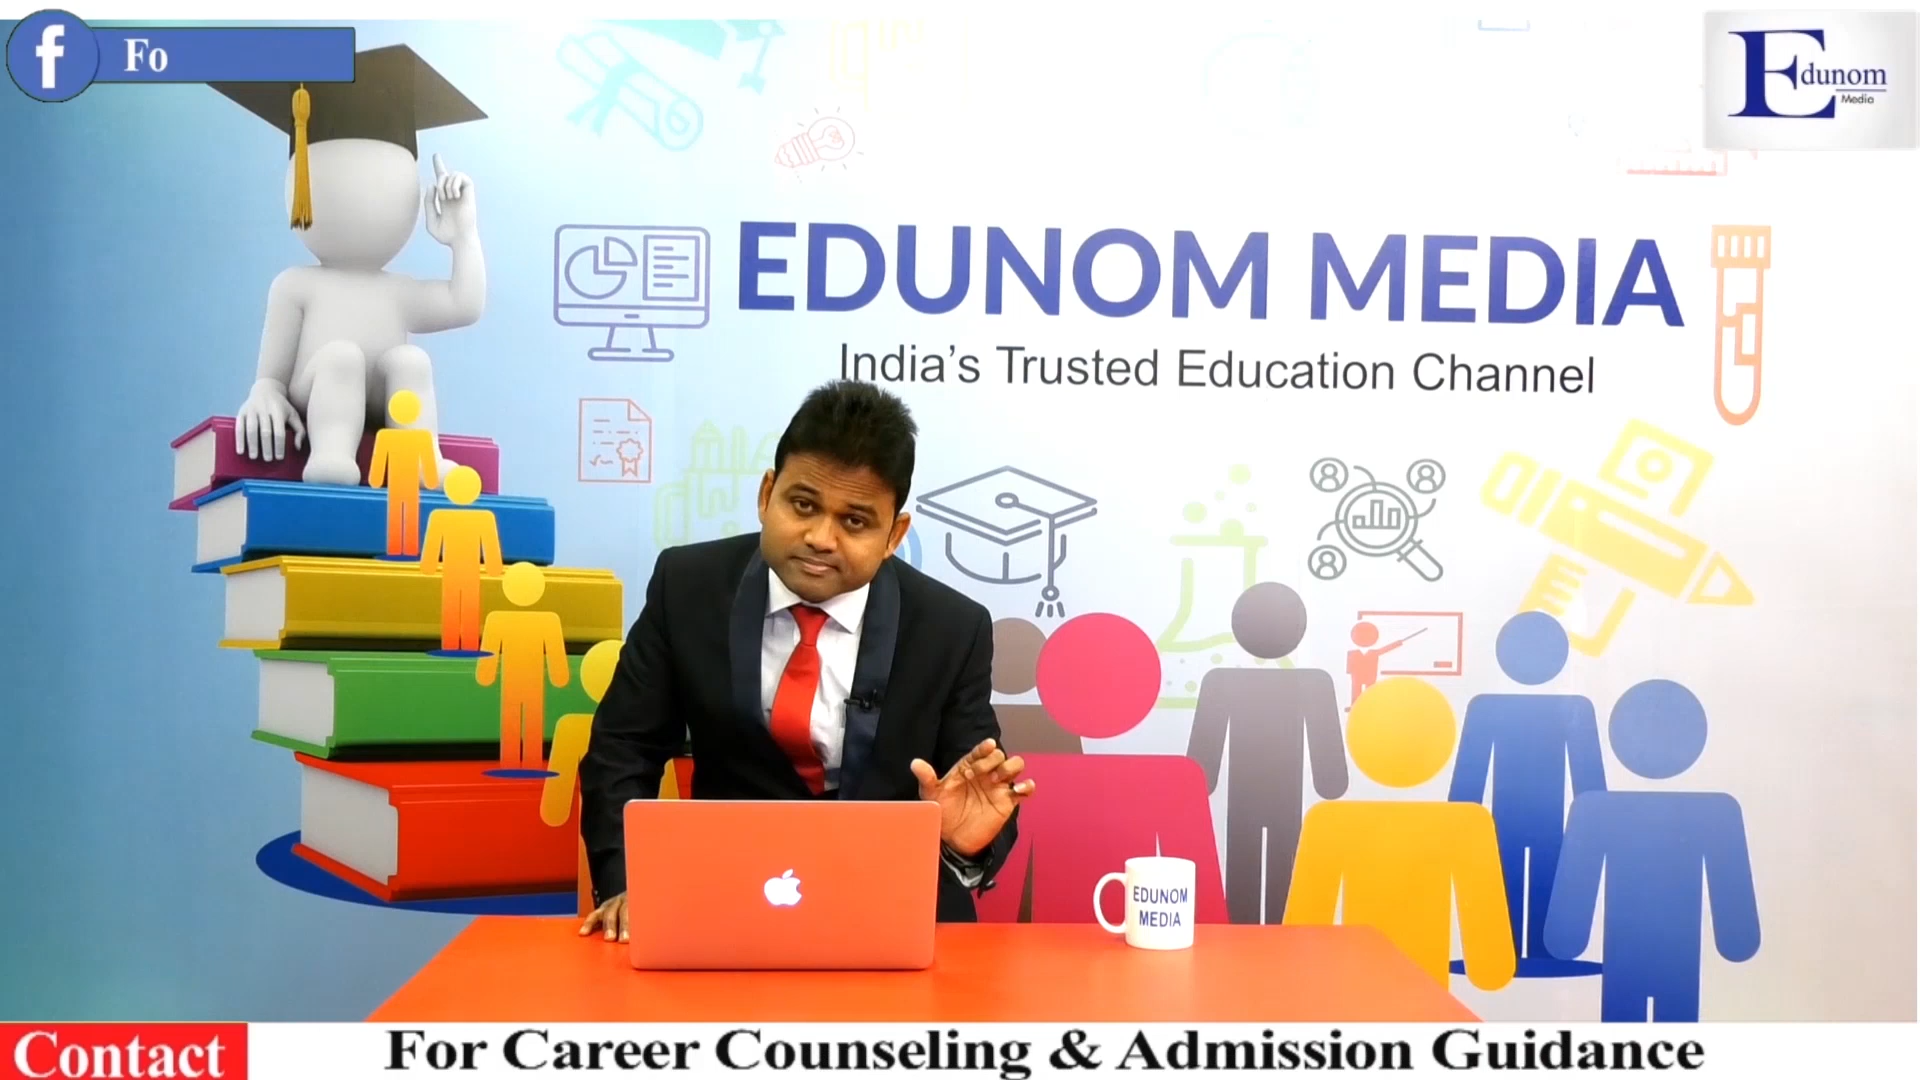 Fo
Edunom
Media
EDUNOM MEDIA
India's Trusted Education Channel
EDUNOM
MEDIA
Contact
For Career Counseling & Admission Guidance